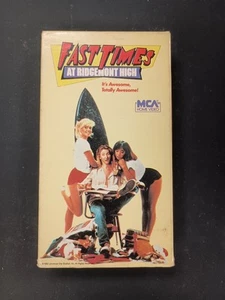 FAST TIMES
AT RIDGEMONT HIGH
It's Awesome,
Totally Awesome!
MCA
HOME VIDEO